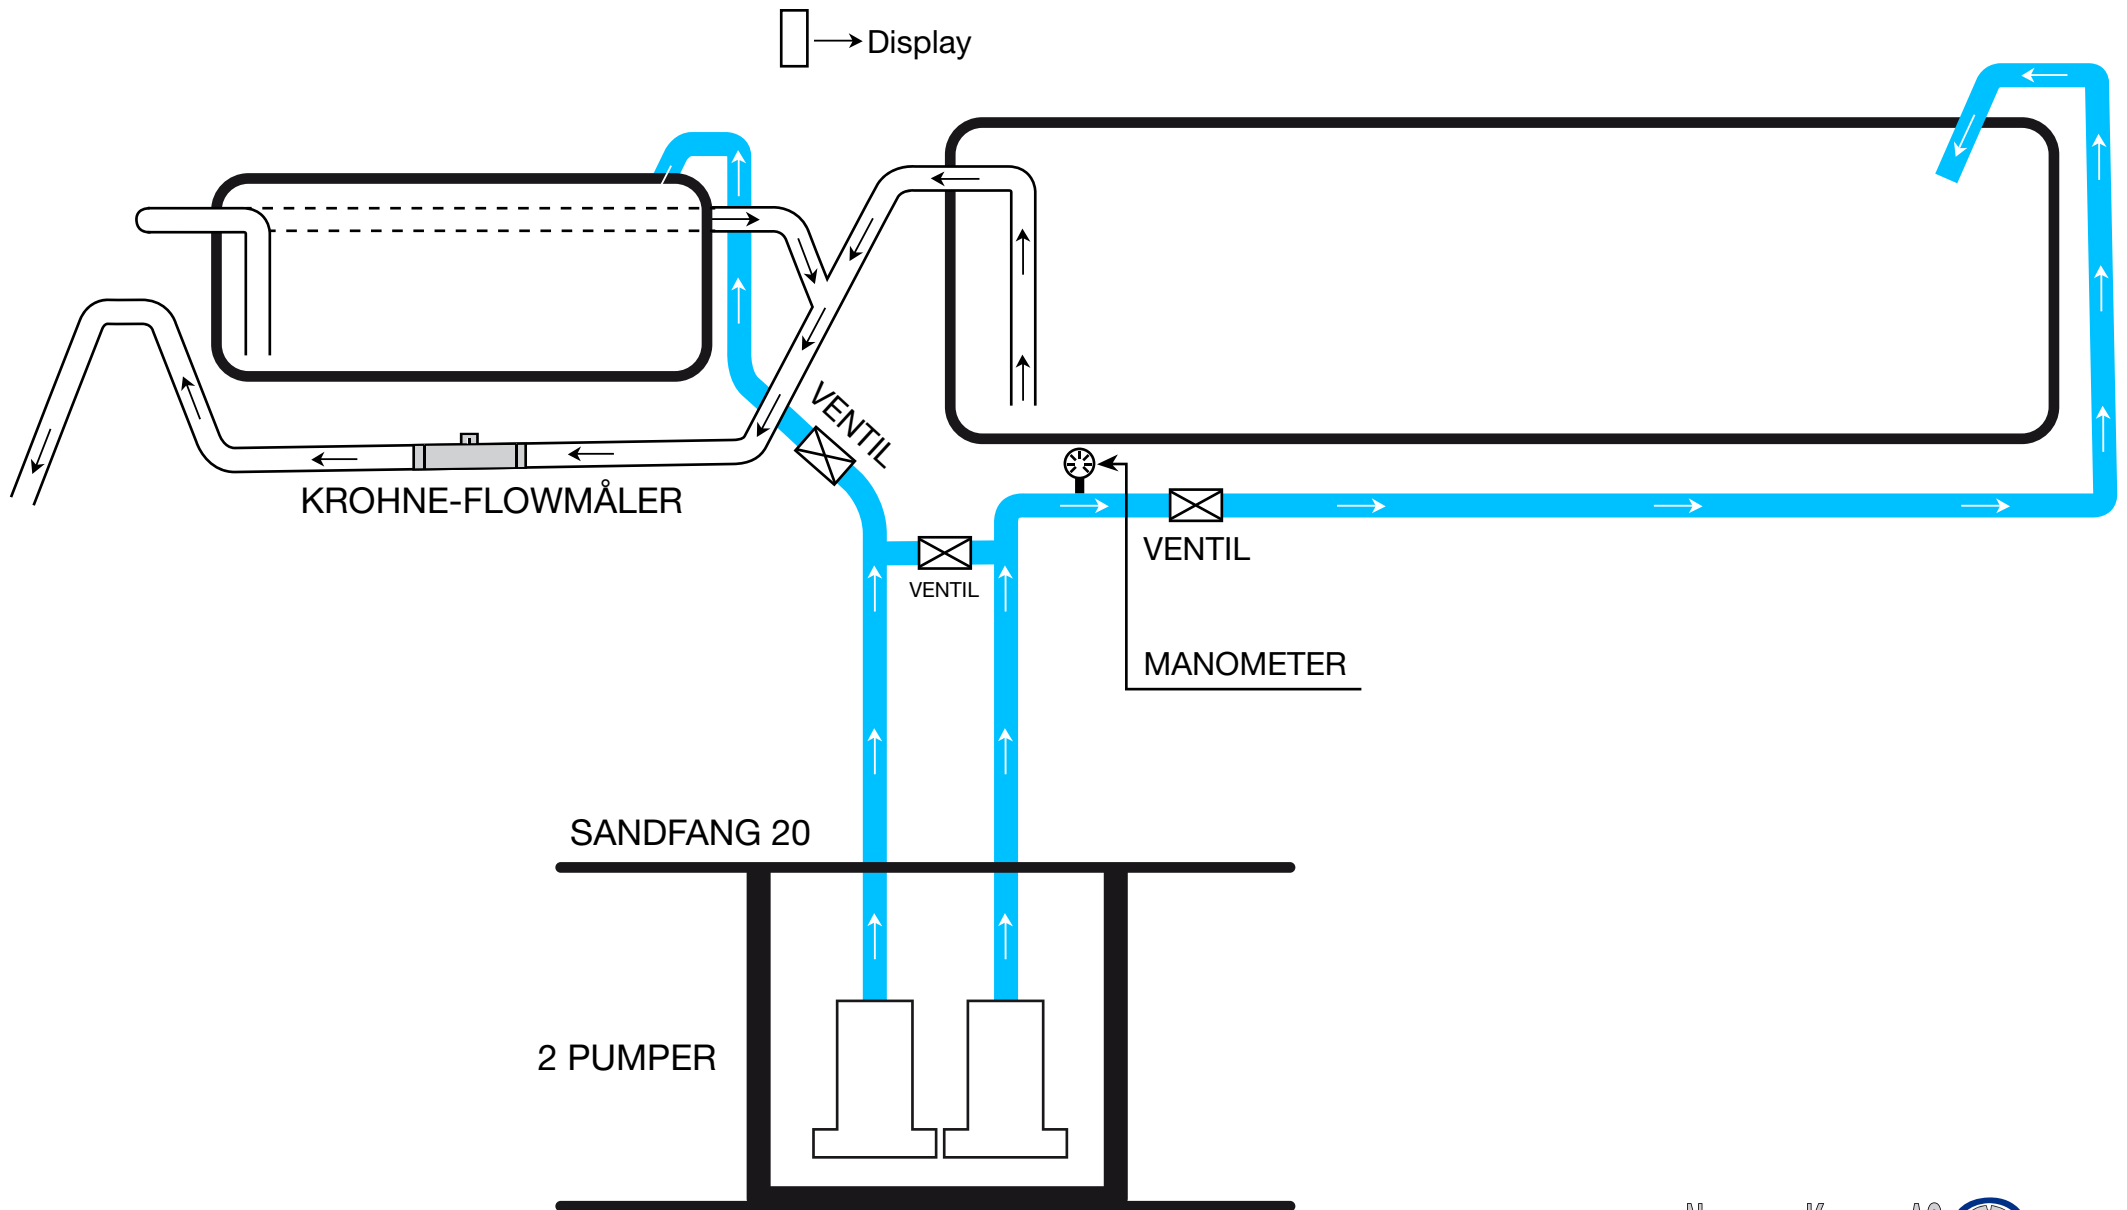 Display
VENTIL
KROHNE-FLOWMÅLER
VENTIL
VENTIL
MANOMETER
SANDFANG 20
2 PUMPER